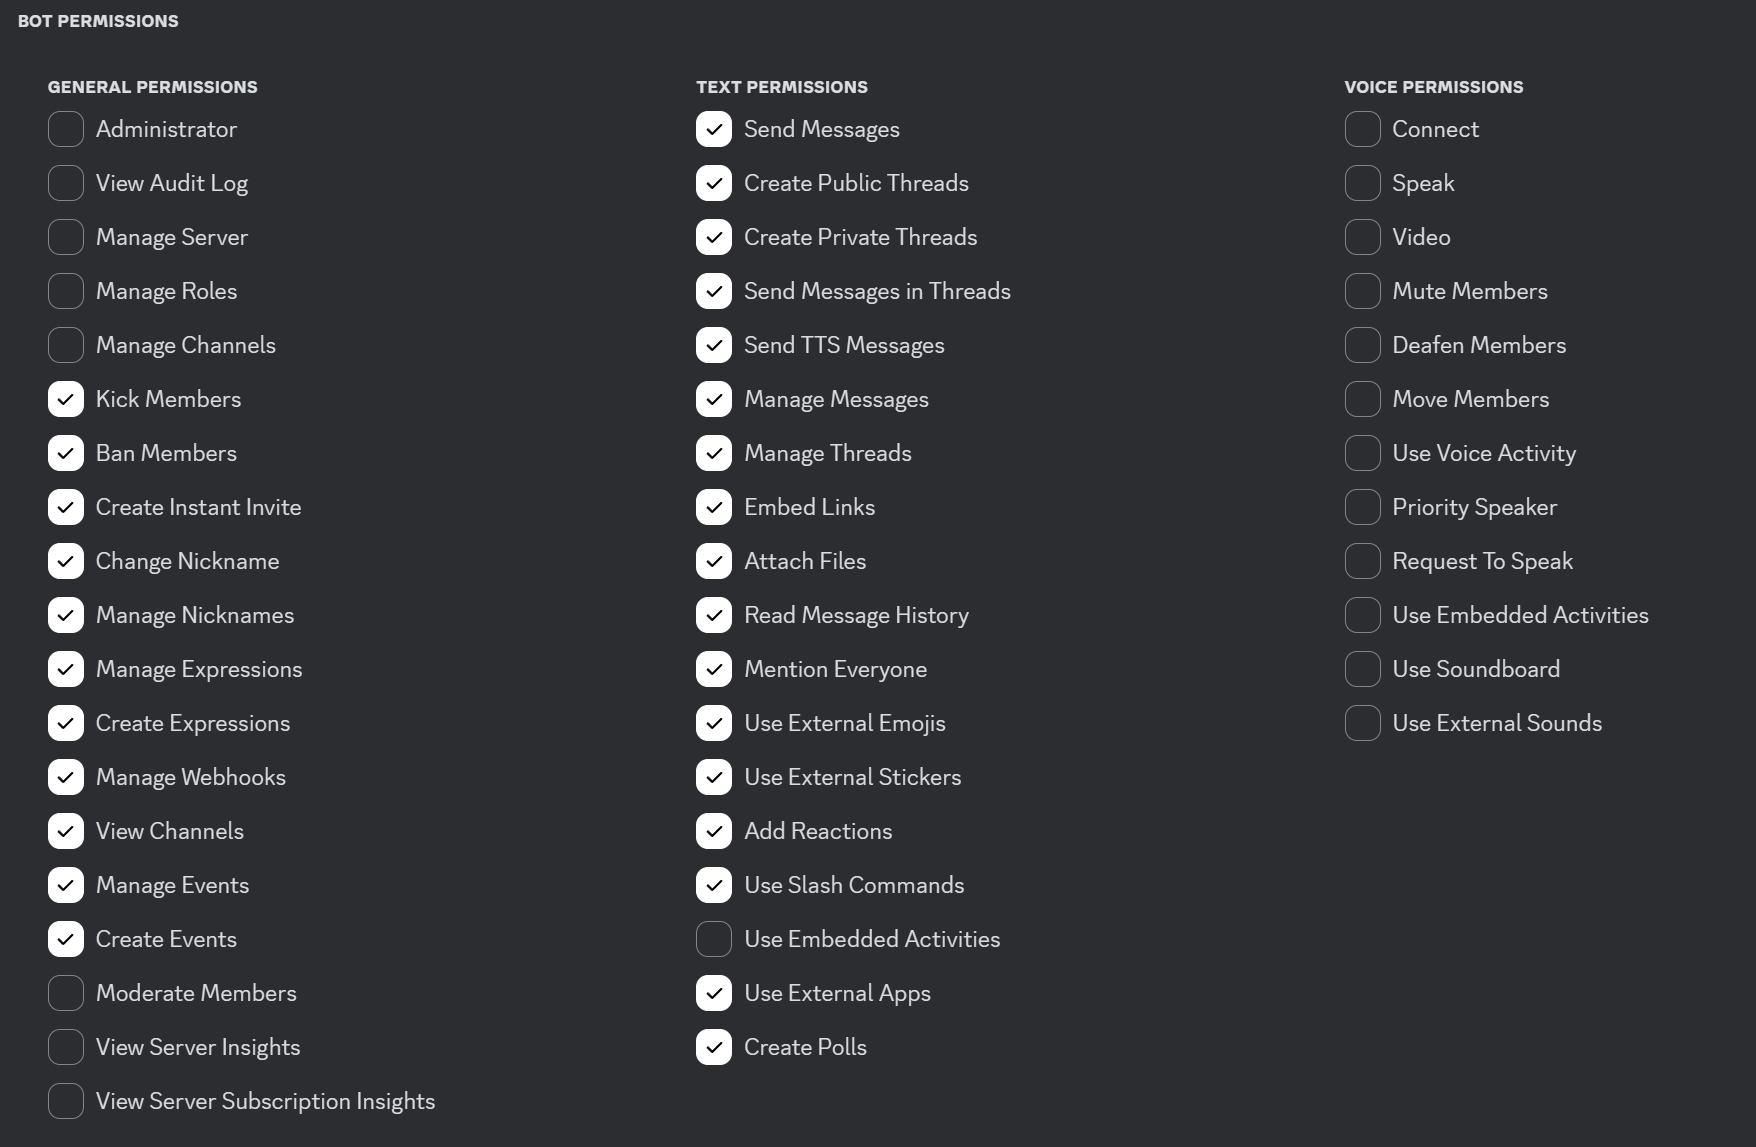 BOT PERMISSIONS
GENERAL PERMISSIONS
Administrator
View Audit Log
Manage Server
Manage Roles
Manage Channels
Kick Members
Ban Members
Create Instant Invite
Change Nickname
Manage Nicknames
Manage Expressions
Create Expressions
Manage Webhooks
View Channels
Manage Events
Create Events
Moderate Members
View Server Insights
View Server Subscription Insights
TEXT PERMISSIONS
Send Messages
Create Public Threads
Create Private Threads
Send Messages in Threads
Send TTS Messages
Manage Messages
Manage Threads
Embed Links
Attach Files
Read Message History
Mention Everyone
Use External Emojis
Use External Stickers
Add Reactions
Use Slash Commands
Use Embedded Activities
Use External Apps
Create Polls
VOICE PERMISSIONS
Connect
Speak
Video
Mute Members
Deafen Members
Move Members
Use Voice Activity
Priority Speaker
Request To Speak
Use Embedded Activities
Use Soundboard
Use External Sounds